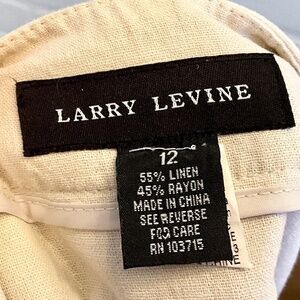 LARRY LEVINE
12
55% LINEN
45% RAYON
MADE IN CHINA
SEE REVERSE
FOR CARE
RN 103715